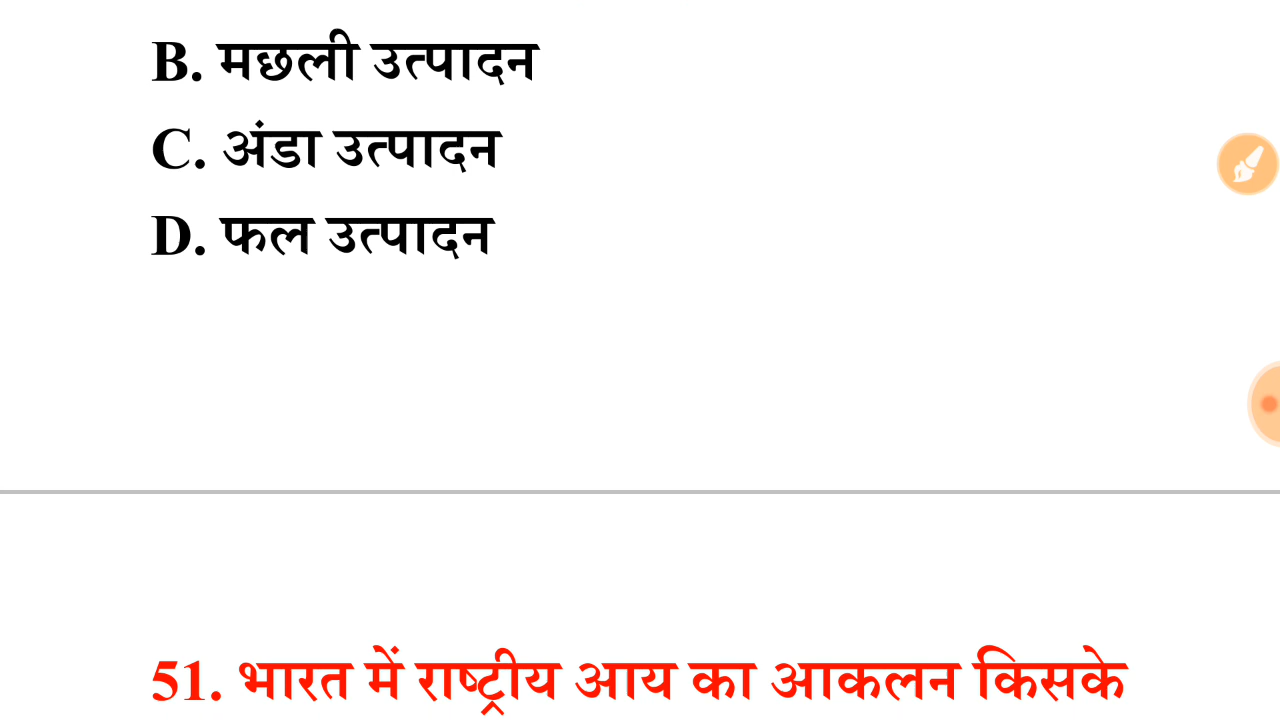 B. मछली उत्पादन
C. अंडा उत्पादन
D. फल उत्पादन
51. भारत में राष्ट्रीय आय का आकलन किसके